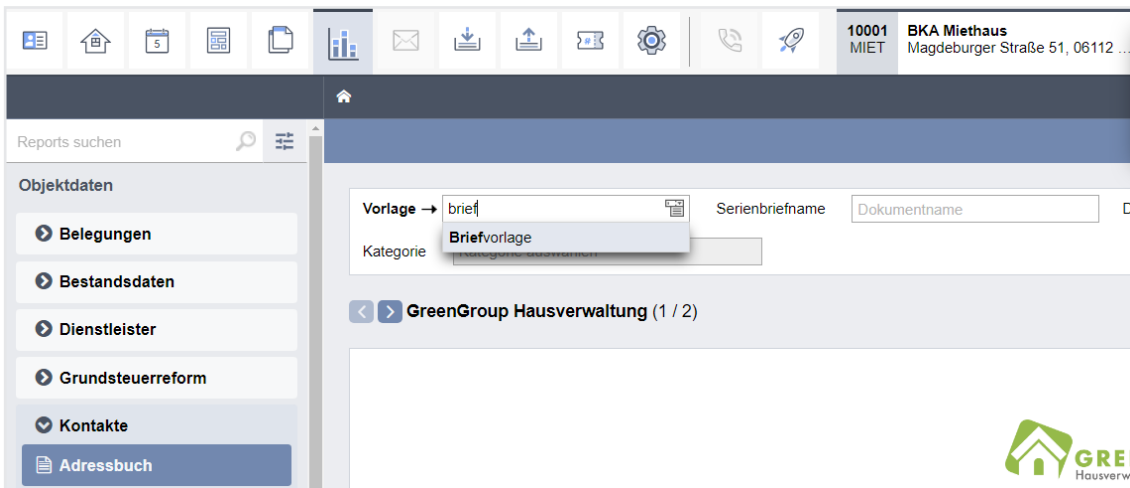 5
#
10001
MIET
BKA Miethaus
Magdeburger Straße 51, 06112 ...
Reports suchen
Objektdaten
Belegungen
Bestandsdaten
Dienstleister
Grundsteuerreform
Kontakte
Adressbuch
Vorlage → brief
Serienbriefname Dokumentname D
Briefvorlage
Kategorie Kategorie auswählen
GreenGroup Hausverwaltung (1 / 2)
GREE
Hausverw